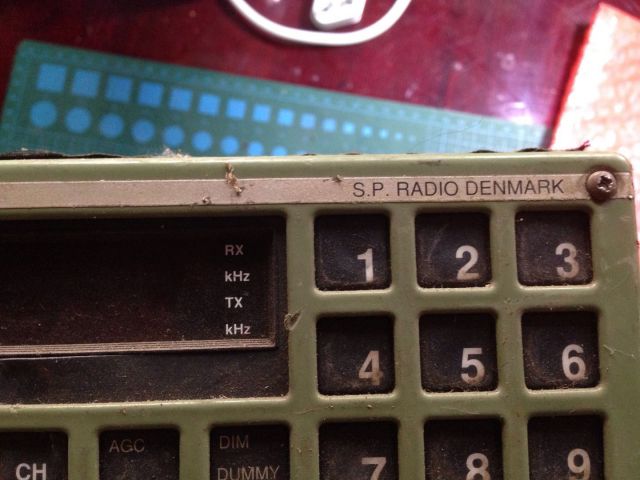 S.P. RADIO DENMARK
RX
kHz
TX
kHz
1 2 3
4 5 6
CH
AGC
DIM
DUMMY
7 8 9